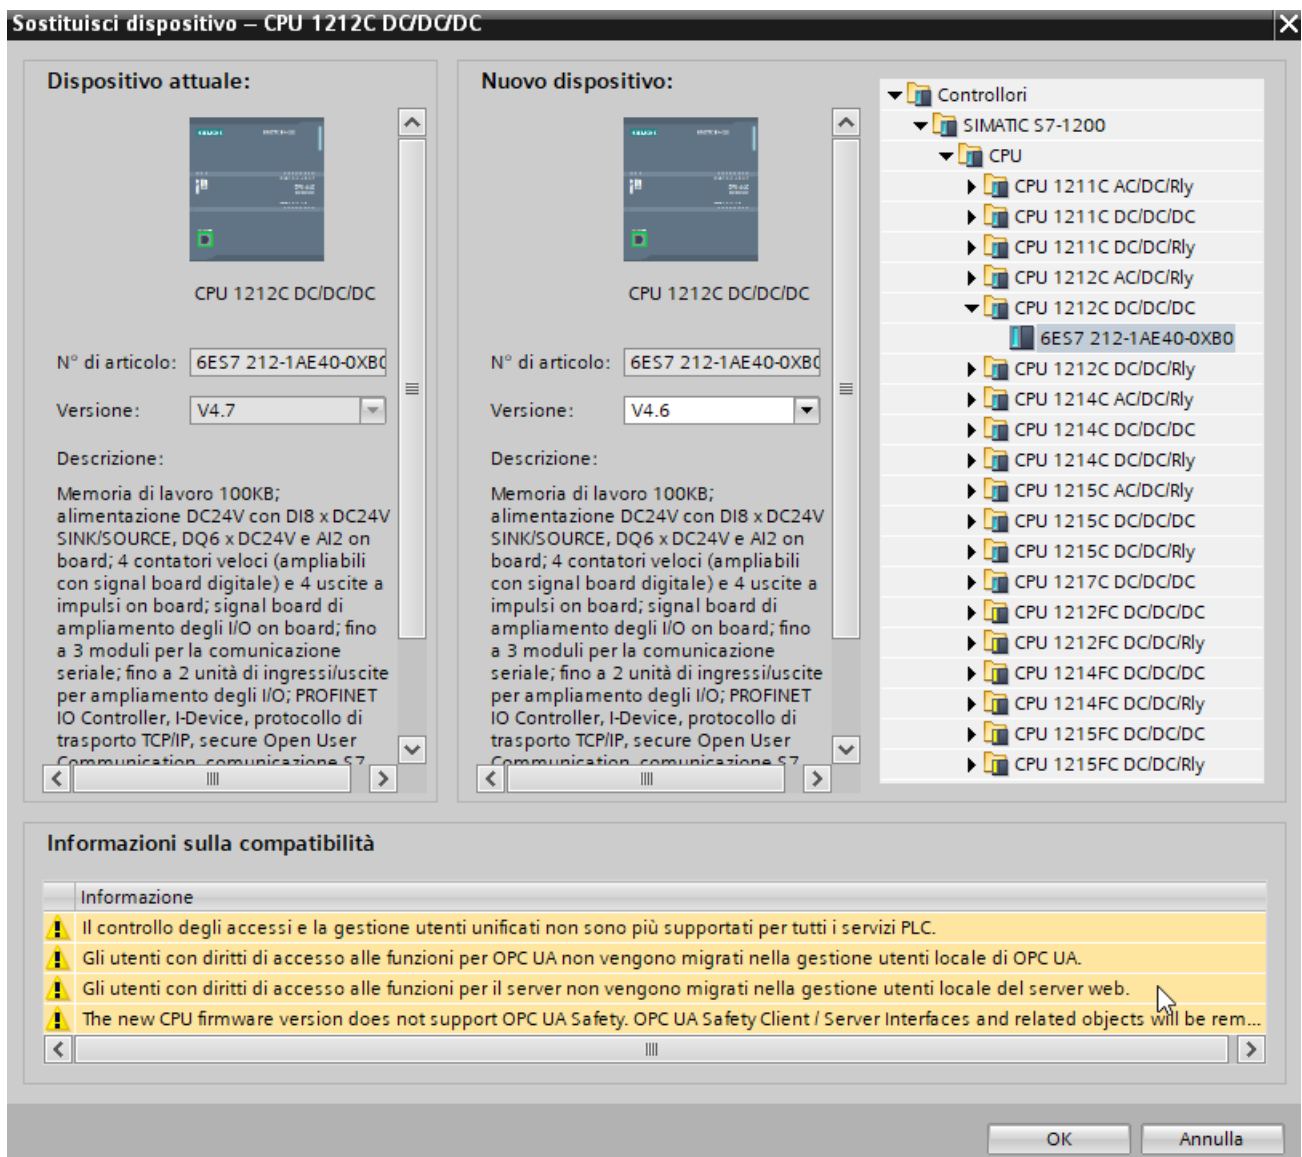 Sostituisci dispositivo – CPU 1212C DC/DC/DC
Dispositivo attuale:
CPU 1212C DC/DC/DC
N° di articolo:
6ES7 212-1AE40-0XB0
Versione:
V4.7
Descrizione:
Memoria di lavoro 100KB;
alimentazione DC24V con DI8 x DC24V
SINK/SOURCE, DQ6 x DC24V e AI2 on
board; 4 contatori veloci (ampliabili
con signal board digitale) e 4 uscite a
impulsi on board; signal board di
ampliamento degli I/O on board; fino
a 3 moduli per la comunicazione
seriale; fino a 2 unità di ingressi/uscite
per ampliamento degli I/O; PROFINET
IO Controller, I-Device, protocollo di
trasporto TCP/IP, secure Open User
Communication, comunicazione S7,
Nuovo dispositivo:
CPU 1212C DC/DC/DC
N° di articolo:
6ES7 212-1AE40-0XB0
Versione:
V4.6
Descrizione:
Memoria di lavoro 100KB;
alimentazione DC24V con DI8 x DC24V
SINK/SOURCE, DQ6 x DC24V e AI2 on
board; 4 contatori veloci (ampliabili
con signal board digitale) e 4 uscite a
impulsi on board; signal board di
ampliamento degli I/O on board; fino
a 3 moduli per la comunicazione
seriale; fino a 2 unità di ingressi/uscite
per ampliamento degli I/O; PROFINET
IO Controller, I-Device, protocollo di
trasporto TCP/IP, secure Open User
Communication, comunicazione S7,
Controllori
SIMATIC S7-1200
CPU
CPU 1211C AC/DC/Rly
CPU 1211C DC/DC/DC
CPU 1211C DC/DC/Rly
CPU 1212C AC/DC/Rly
CPU 1212C DC/DC/DC
6ES7 212-1AE40-0XB0
CPU 1212C DC/DC/Rly
CPU 1214C AC/DC/Rly
CPU 1214C DC/DC/DC
CPU 1214C DC/DC/Rly
CPU 1215C AC/DC/Rly
CPU 1215C DC/DC/DC
CPU 1215C DC/DC/Rly
CPU 1217C DC/DC/DC
CPU 1212FC DC/DC/DC
CPU 1212FC DC/DC/Rly
CPU 1214FC DC/DC/DC
CPU 1214FC DC/DC/Rly
CPU 1215FC DC/DC/DC
CPU 1215FC DC/DC/Rly
Informazioni sulla compatibilità
Informazione
Il controllo degli accessi e la gestione utenti unificati non sono più supportati per tutti i servizi PLC.
Gli utenti con diritti di accesso alle funzioni per OPC UA non vengono migrati nella gestione utenti locale di OPC UA.
Gli utenti con diritti di accesso alle funzioni per il server non vengono migrati nella gestione utenti locale del server web.
The new CPU firmware version does not support OPC UA Safety. OPC UA Safety Client / Server Interfaces and related objects will be rem...
OK
Annulla